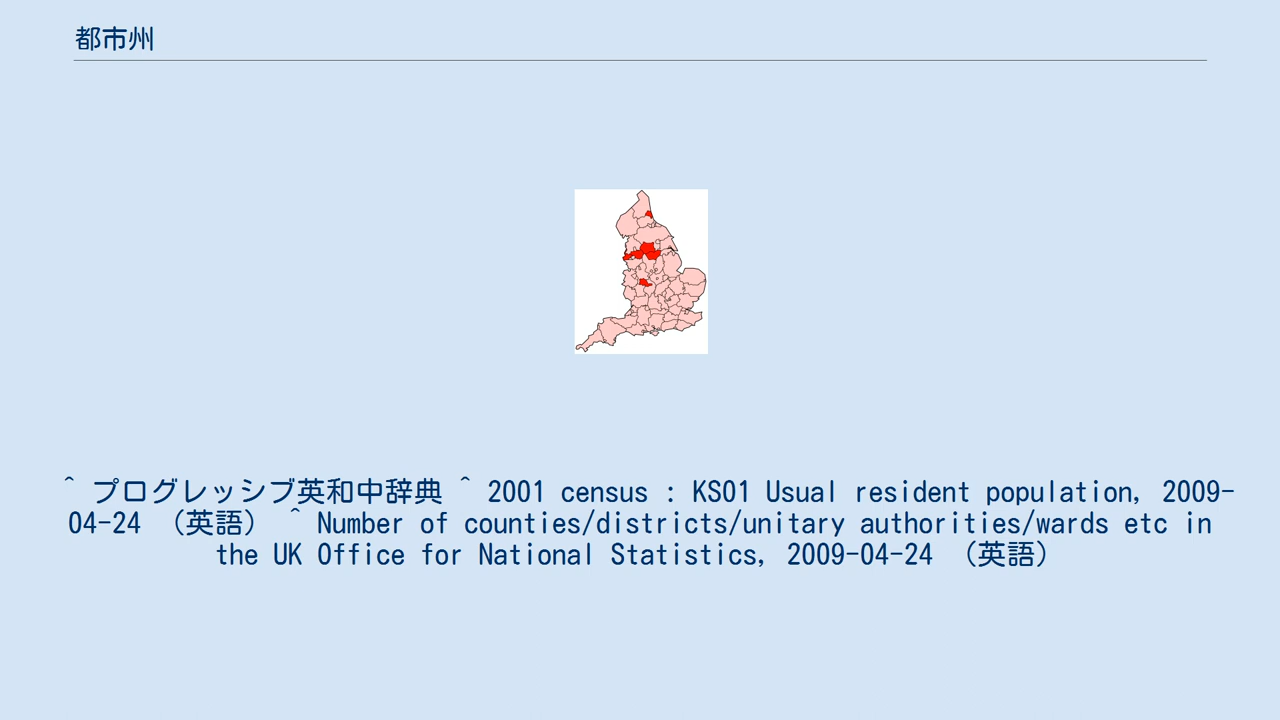 都市州
^ プログレッシブ英和中辞典 ^ 2001 census : KS01 Usual resident population, 2009-
04-24 （英語） ^ Number of counties/districts/unitary authorities/wards etc in
the UK Office for National Statistics, 2009-04-24 （英語）